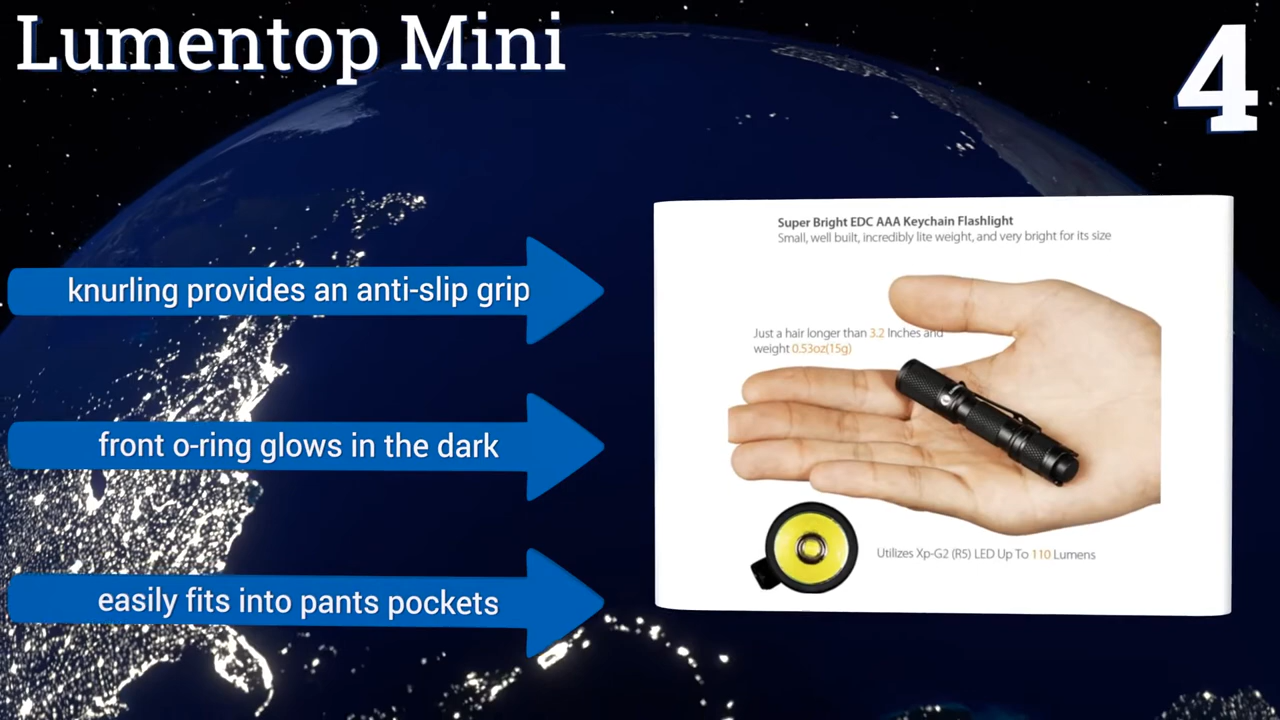 Lumentop Mini
4
knurling provides an anti-slip grip
front o-ring glows in the dark
easily fits into pants pockets
Super Bright EDC AAA Keychain Flashlight
Small, well built, incredibly lite weight, and very bright for its size
Just a hair longer than 3.2 Inches and
weight 0.53oz(15g)
Utilizes Xp-G2 (R5) LED Up To 110 Lumens